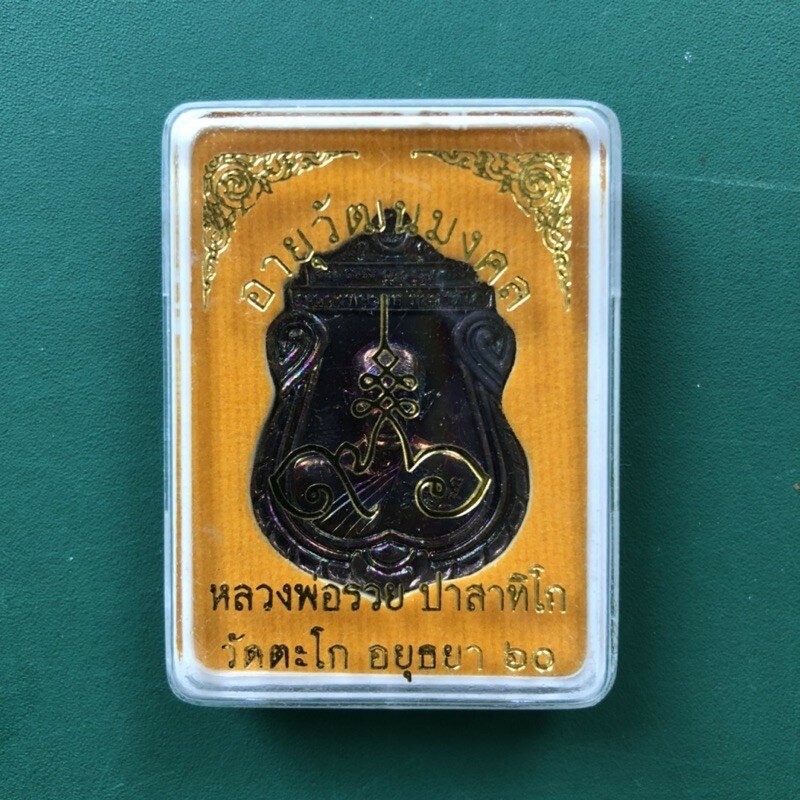 อายุวัฒนมงคล
หลวงพ่อรวย ปาสาทิโก
วัดตะโก อยุธยา ๖๐